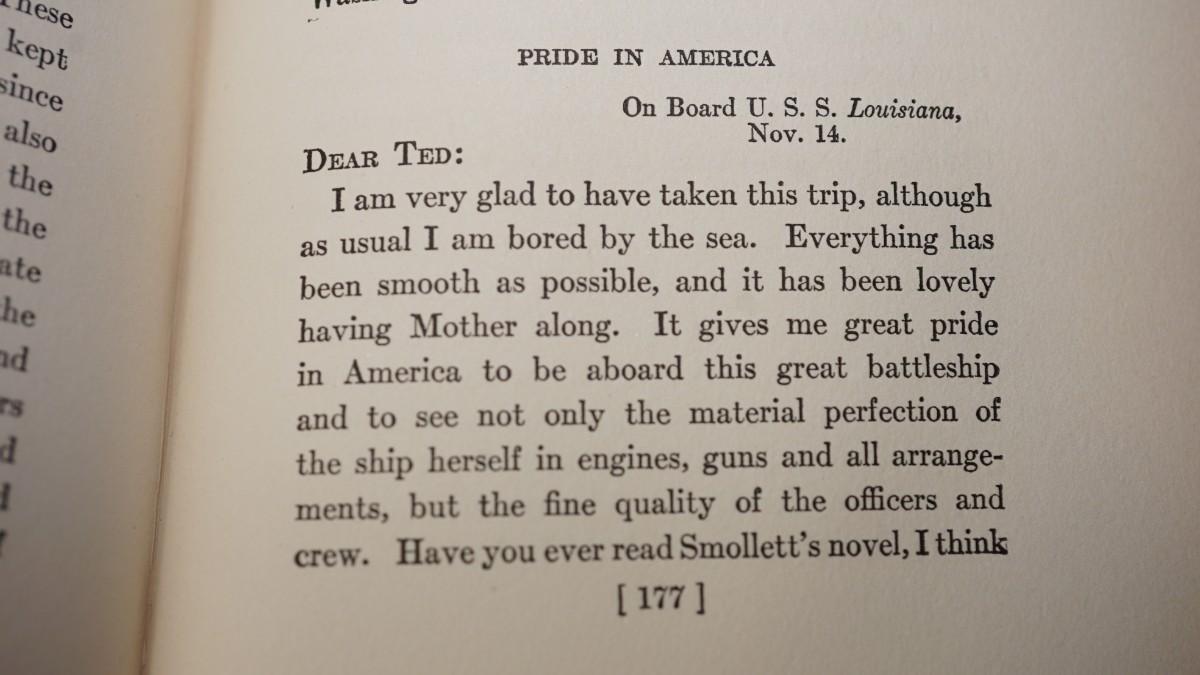 these
kept
since
also
the
the
PRIDE IN AMERICA
On Board U. S. S. Louisiana,
Nov. 14.
DEAR TED:
I am very glad to have taken this trip, although
as usual I am bored by the sea. Everything has
been smooth as possible, and it has been lovely
having Mother along. It gives me great pride
in America to be aboard this great battleship
and to see not only the material perfection of
the ship herself in engines, guns and all arrange-
ments, but the fine quality of the officers and
crew. Have you ever read Smollett's novel, I think
[ 177 ]